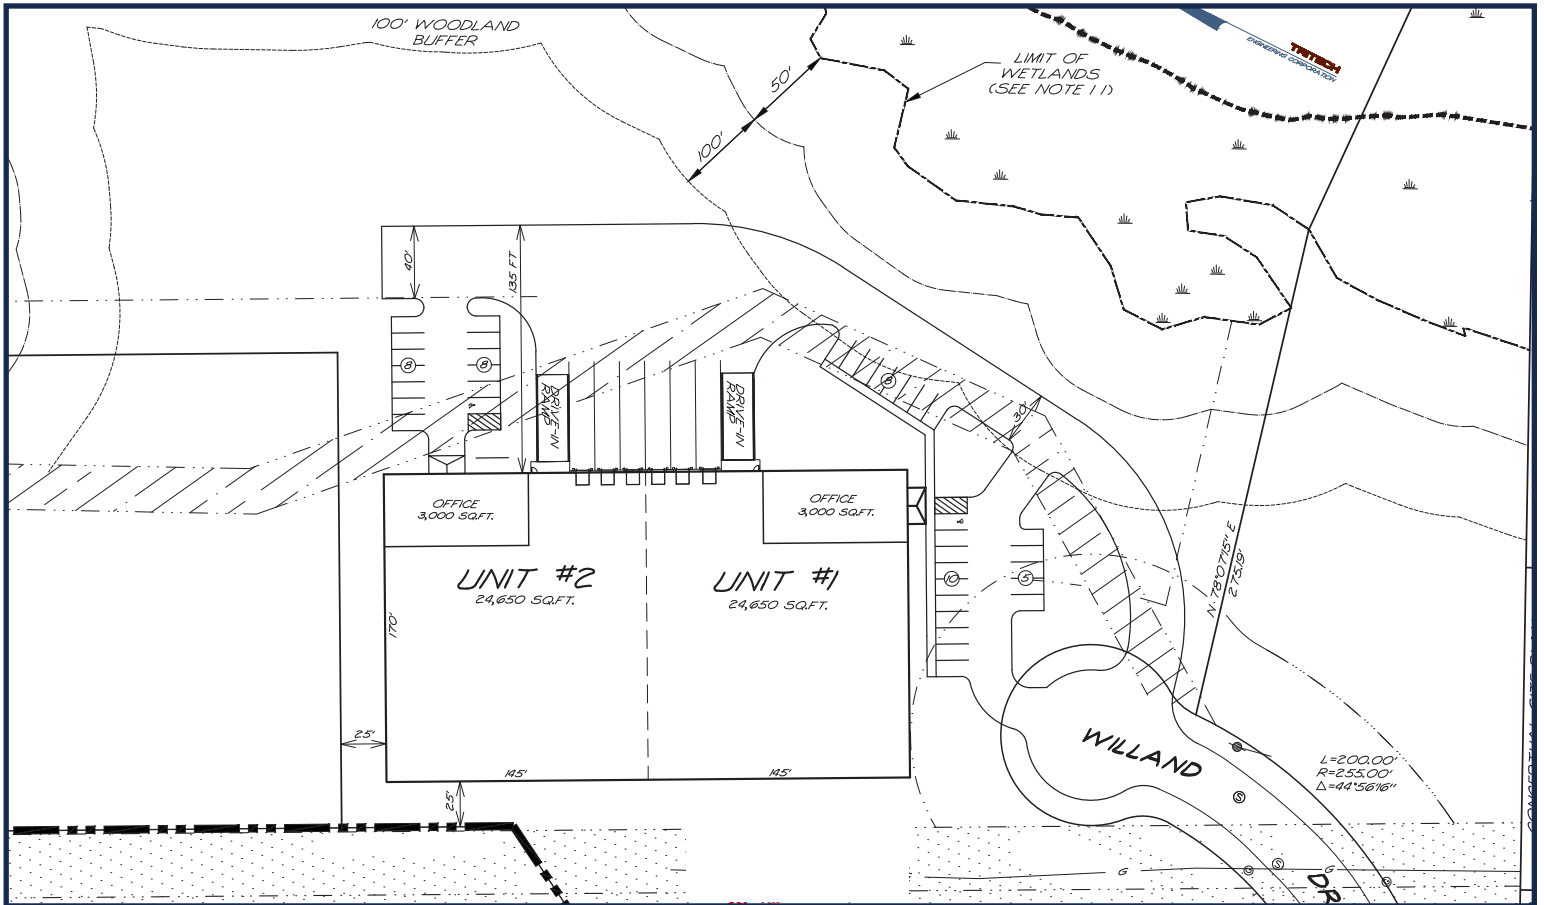 100' WOODLAND
BUFFER
TRITECH
ENGINEERING CORPORATION
LIMIT OF
WETLANDS
(SEE NOTE 11)
50'
100'
40'
135 FT
8
8
8
DRIVE-IN
RAMP
DRIVE-IN
RAMP
30'
OFFICE
3,000 SQ.FT.
OFFICE
3,000 SQ.FT.
UNIT #2
24,650 SQ.FT.
UNIT #1
24,650 SQ.FT.
10
5
N 78°07'15" E
275.19'
170'
25'
145'
145'
25'
WILLAND
DR
L=200.00'
R=255.00'
Δ=44°56'16"
S
S
G
G